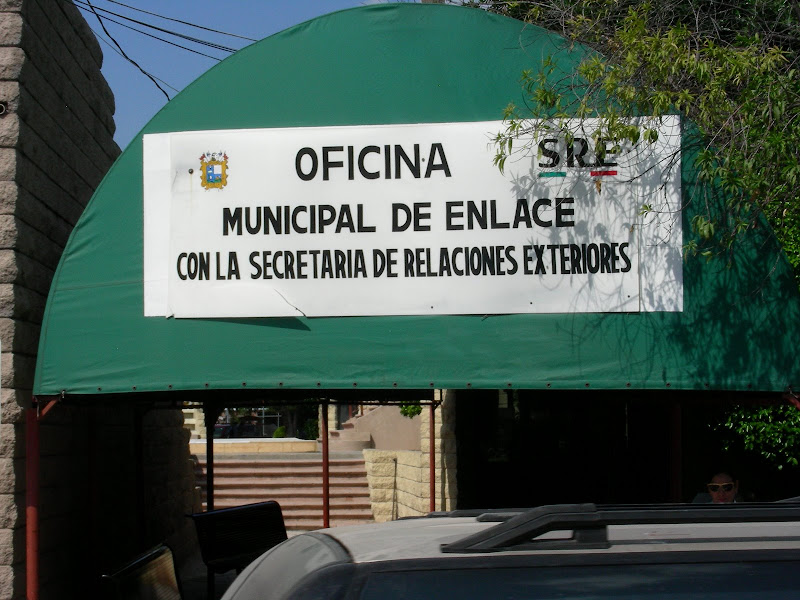 OFICINA SRE
MUNICIPAL DE ENLACE
CON LA SECRETARIA DE RELACIONES EXTERIORES